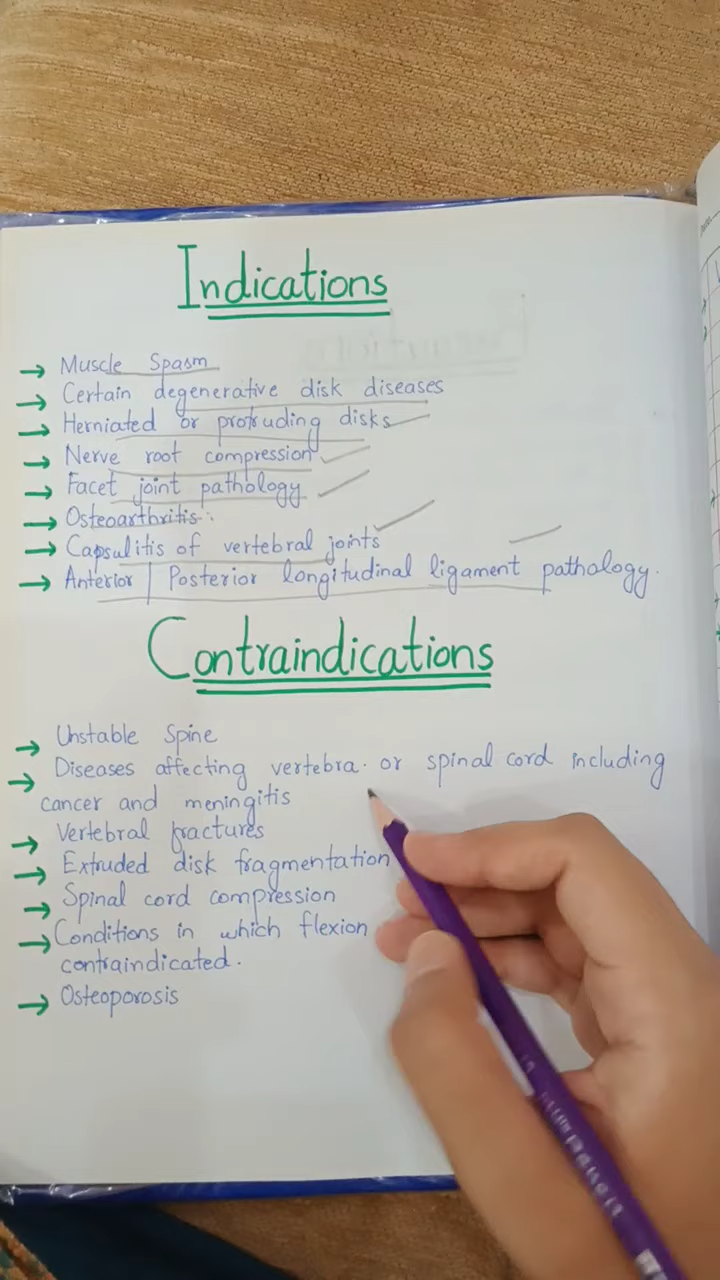 Indications
→ Muscle Spasm
→ Certain degenerative disk diseases
→ Herniated or protruding disks
→ Nerve root compression
→ Facet joint pathology
→ Osteoarthritis
→ Capsulitis of vertebral joints
→ Anterior | Posterior longitudinal ligament pathology.
Contraindications
→ Unstable Spine
→ Diseases affecting vertebra or spinal cord including
cancer and meningitis
→ Vertebral fractures
→ Extruded disk fragmentation
→ Spinal cord compression
→ Conditions in which flexion
contraindicated.
→ Osteoporosis